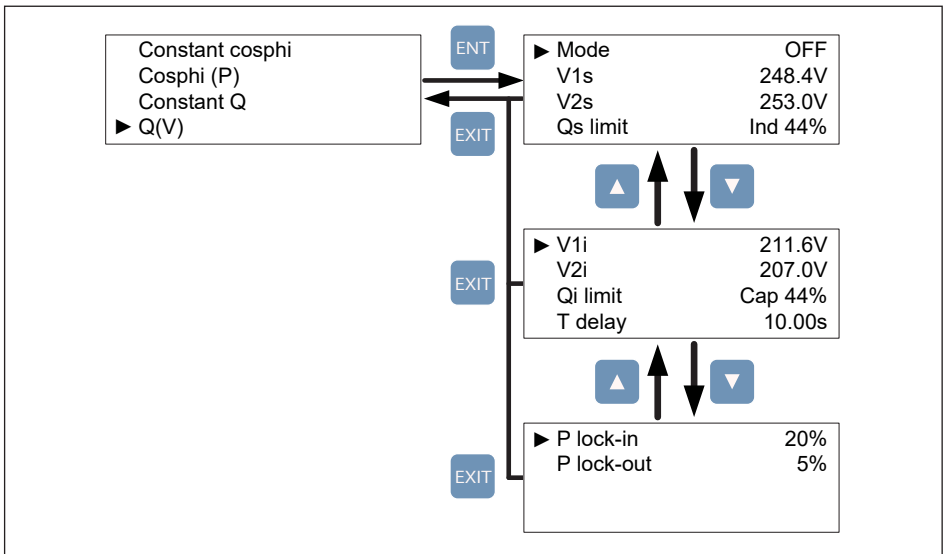 Constant cosphi
Cosphi (P)
Constant Q
► Q(V)
ENT
EXIT
► Mode OFF
V1s 248.4V
V2s 253.0V
Qs limit Ind 44%
▲ ▼
EXIT
► V1i 211.6V
V2i 207.0V
Qi limit Cap 44%
T delay 10.00s
▲ ▼
EXIT
► P lock-in 20%
P lock-out 5%